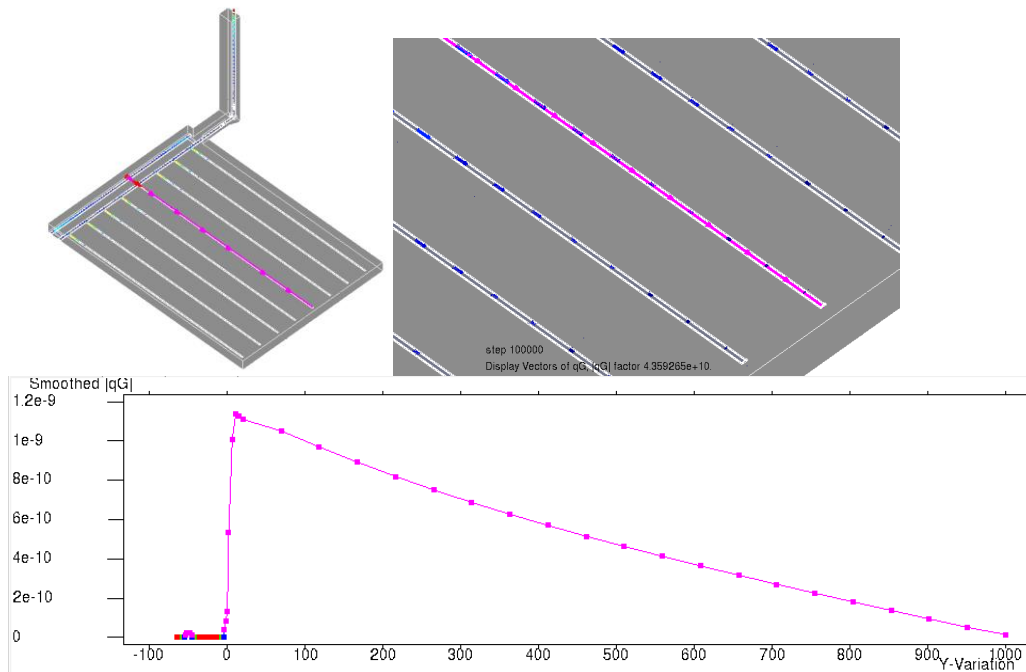 step 100000
Display Vectors of qG, |qG| factor 4.359265e+10.
Smoothed |qG|
1.2e-9
1e-9
8e-10
6e-10
4e-10
2e-10
0
-100 0 100 200 300 400 500 600 700 800 900 1000
Y-Variation